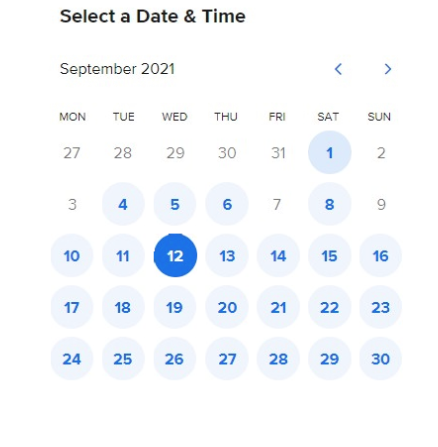 Select a Date & Time
September 2021
MON TUE WED THU FRI SAT SUN
27 28 29 30 31 1 2
3 4 5 6 7 8 9
10 11 12 13 14 15 16
17 18 19 20 21 22 23
24 25 26 27 28 29 30